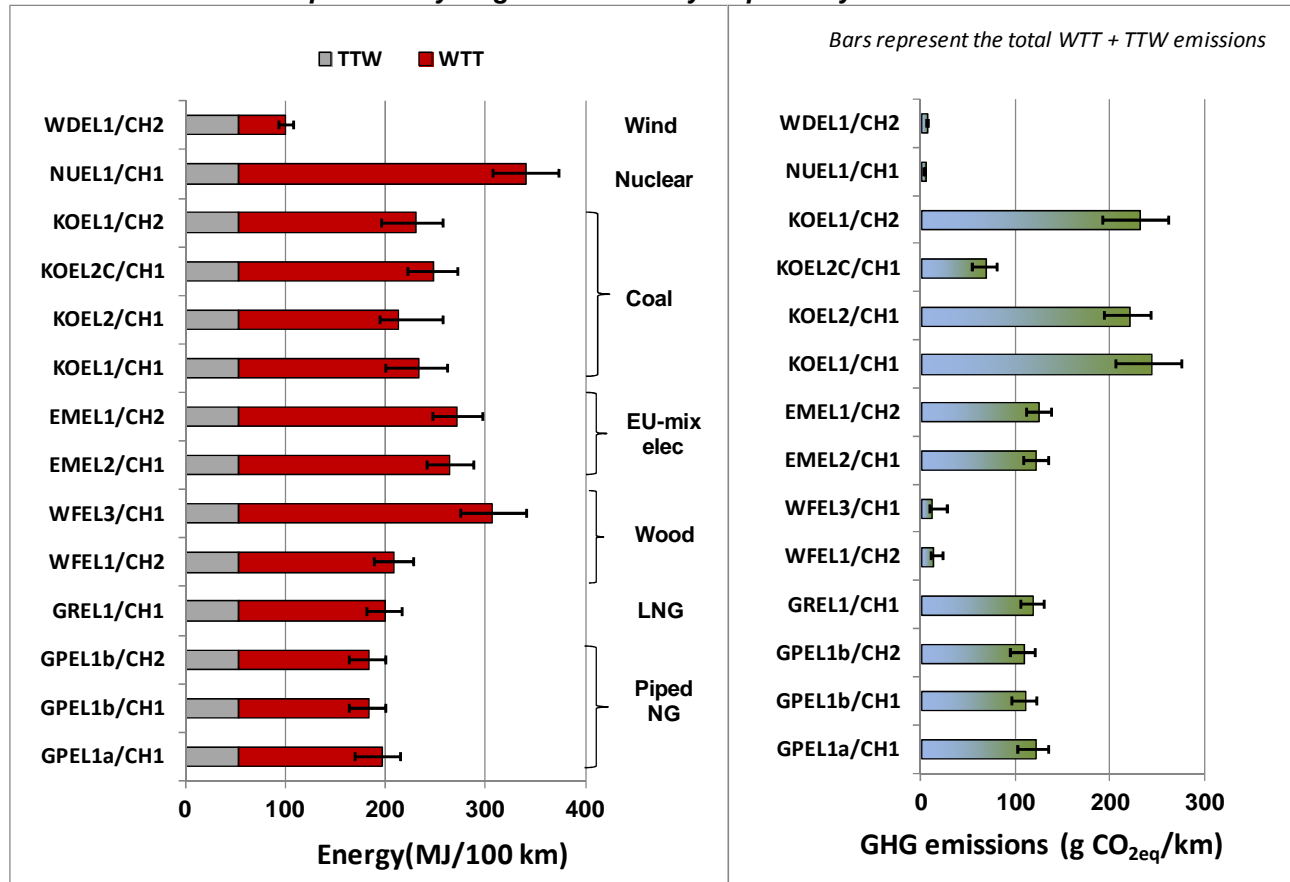 Bars represent the total WTT + TTW emissions
TTW WTT
WDEL1/CH2
NUEL1/CH1
KOEL1/CH2
KOEL2C/CH1
KOEL2/CH1
KOEL1/CH1
EMEL1/CH2
EMEL2/CH1
WFEL3/CH1
WFEL1/CH2
GREL1/CH1
GPEL1b/CH2
GPEL1b/CH1
GPEL1a/CH1
Wind
Nuclear
Coal
EU-mix
elec
Wood
LNG
Piped
NG
0 100 200 300 400
Energy(MJ/100 km)
WDEL1/CH2
NUEL1/CH1
KOEL1/CH2
KOEL2C/CH1
KOEL2/CH1
KOEL1/CH1
EMEL1/CH2
EMEL2/CH1
WFEL3/CH1
WFEL1/CH2
GREL1/CH1
GPEL1b/CH2
GPEL1b/CH1
GPEL1a/CH1
0 100 200 300
GHG emissions (g CO2eq/km)